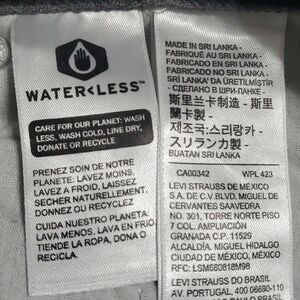 WATER<LESS™
CARE FOR OUR PLANET: WASH
LESS, WASH COLD, LINE DRY,
DONATE OR RECYCLE
PRENEZ SOIN DE NOTRE
PLANETE: LAVEZ MOINS,
LAVEZ A FROID, LAISSEZ
SECHER NATURELLEMENT,
DONNEZ OU RECYCLEZ
CUIDA NUESTRO PLANETA:
LAVA MENOS, LAVA EN FRIO
TIENDE LA ROPA, DONA O
RECICLA
MADE IN SRI LANKA -
FABRIQUÉ AU SRI LANKA -
FABRICADO EN SRI LANKA -
FABRICADO NO SRI LANKA -
SRİ LANKA'DA ÜRETİLMİŞTİR
- СДЕЛАНО В ШРИ-ЛАНКЕ -
斯里兰卡制造 - 斯里
蘭卡製 -
제조국:스리랑카 -
スリランカ製 -
BUATAN SRI LANKA
CA00342 WPL 423
LEVI STRAUSS DE MÉXICO
S.A. DE C.V. BLVD. MIGUEL DE
CERVANTES SAAVEDRA
NO. 301, TORRE NORTE PISO
7 COL. AMPLIACIÓN
GRANADA C.P. 11529
ALCALDÍA. MIGUEL HIDALGO
CIUDAD DE MÉXICO, MÉXICO
RFC: LSM660818M98
LEVI STRAUSS DO BRASIL
AV. PORTUGAL, 400 06690-110